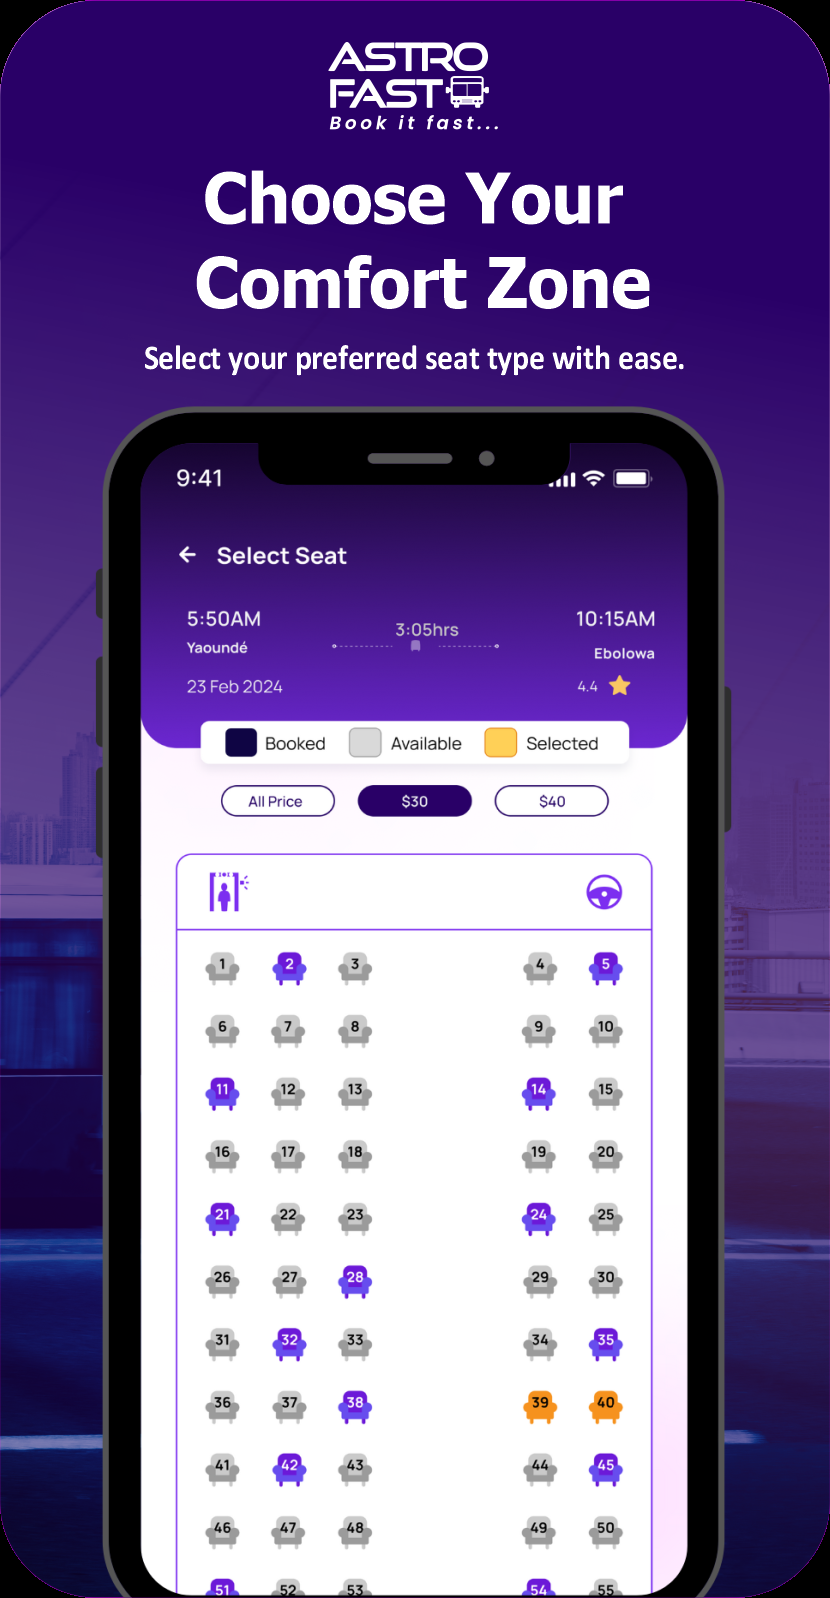 ASTRO
FAST
Book it fast...
Choose Your
Comfort Zone
Select your preferred seat type with ease.
9:41
Select Seat
5:50AM 3:05hrs 10:15AM
Yaoundé Ebolowa
23 Feb 2024 4.4
Booked Available Selected
All Price $30 $40
1 2 3 4 5
6 7 8 9 10
11 12 13 14 15
16 17 18 19 20
21 22 23 24 25
26 27 28 29 30
31 32 33 34 35
36 37 38 39 40
41 42 43 44 45
46 47 48 49 50
51 52 53 54 55